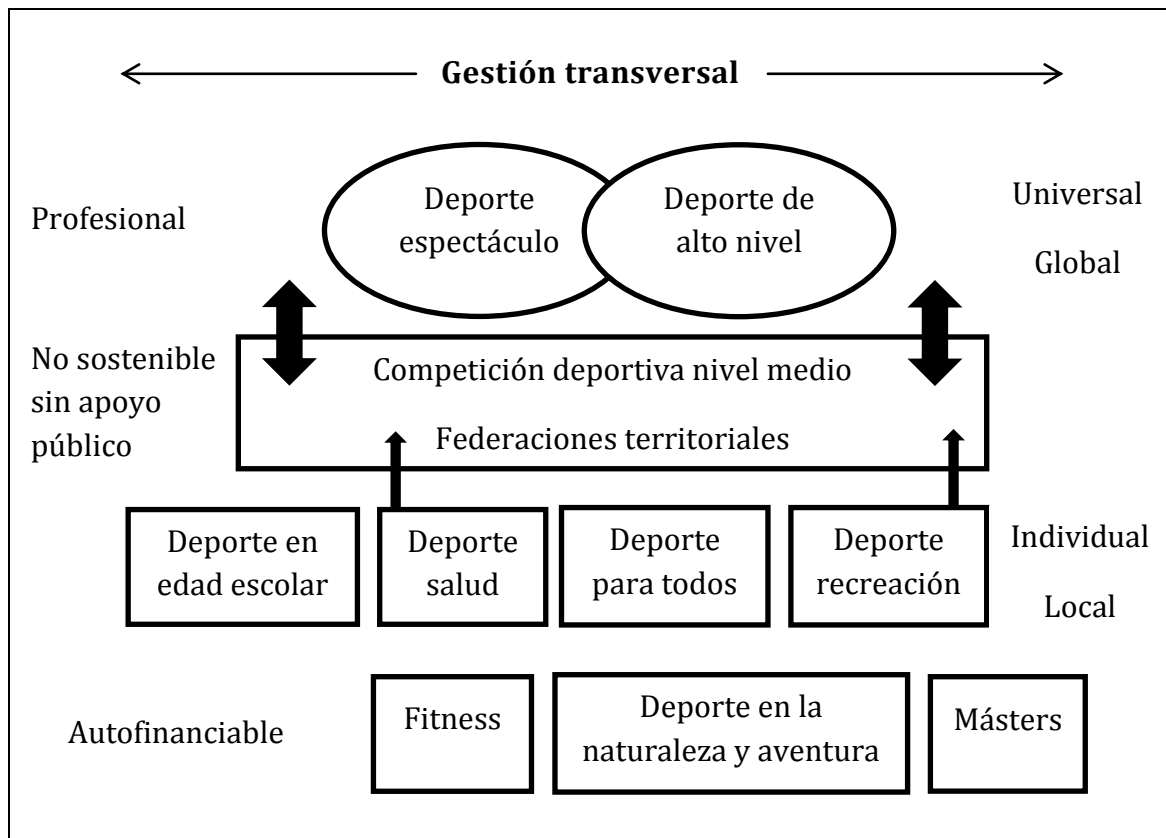 Gestión transversal
Profesional
Deporte
espectáculo
Deporte de
alto nivel
Universal
Global
No sostenible
sin apoyo
público
Competición deportiva nivel medio
Federaciones territoriales
Deporte en
edad escolar
Deporte
salud
Deporte
para todos
Deporte
recreación
Individual
Local
Autofinanciable
Fitness
Deporte en la
naturaleza y aventura
Másters